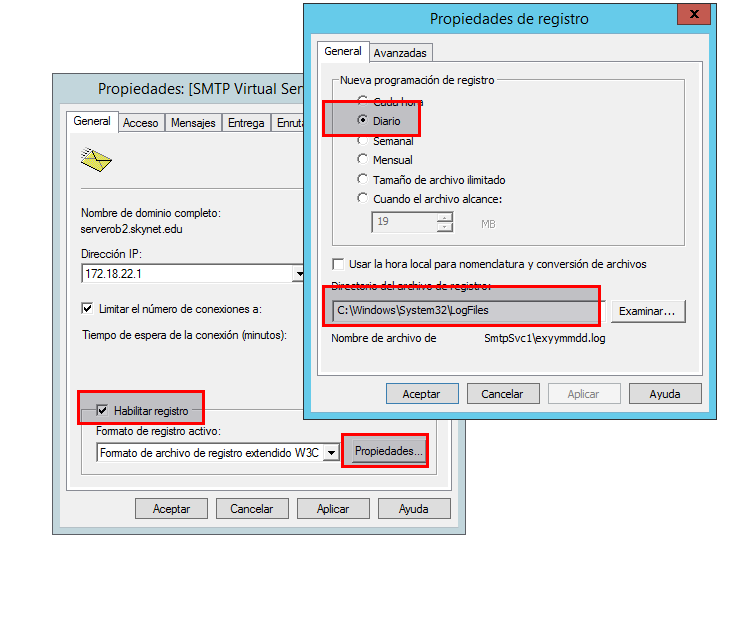 Propiedades de registro
x
General Avanzadas
Nueva programación de registro
Cada hora
Diario
Semanal
Mensual
Tamaño de archivo ilimitado
Cuando el archivo alcance:
19 MB
Usar la hora local para nomenclatura y conversión de archivos
Directorio del archivo de registro:
C:\Windows\System32\LogFiles Examinar...
Nombre de archivo de SmtpSvc1\exyymmdd.log
Aceptar Cancelar Aplicar Ayuda
Propiedades: [SMTP Virtual Ser
General Acceso Mensajes Entrega Enruta
Nombre de dominio completo:
serverob2.skynet.edu
Dirección IP:
172.18.22.1
Limitar el número de conexiones a:
Tiempo de espera de la conexión (minutos):
Habilitar registro
Formato de registro activo:
Formato de archivo de registro extendido W3C Propiedades...
Aceptar Cancelar Aplicar Ayuda